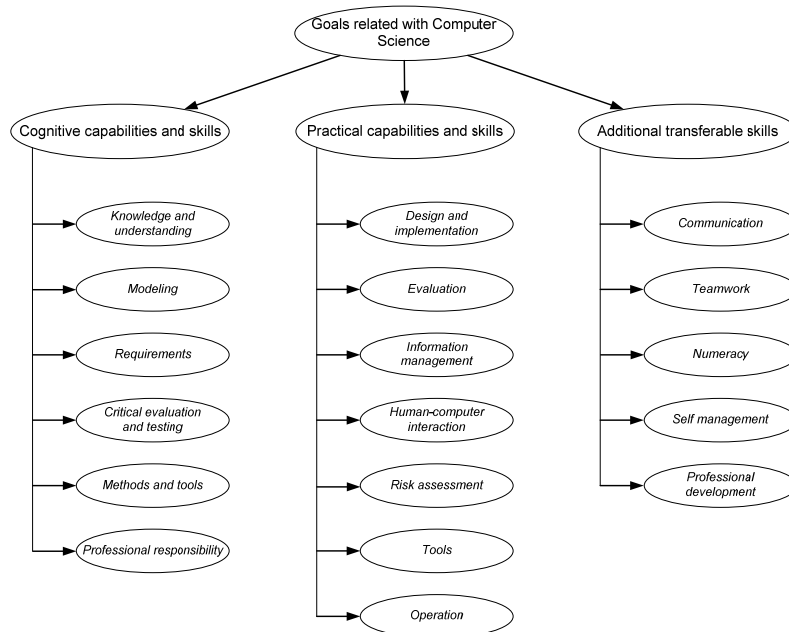 Goals related with Computer
Science
Cognitive capabilities and skills
Practical capabilities and skills
Additional transferable skills
Knowledge and
understanding
Modeling
Requirements
Critical evaluation
and testing
Methods and tools
Professional responsibility
Design and
implementation
Evaluation
Information
management
Human-computer
interaction
Risk assessment
Tools
Operation
Communication
Teamwork
Numeracy
Self management
Professional
development